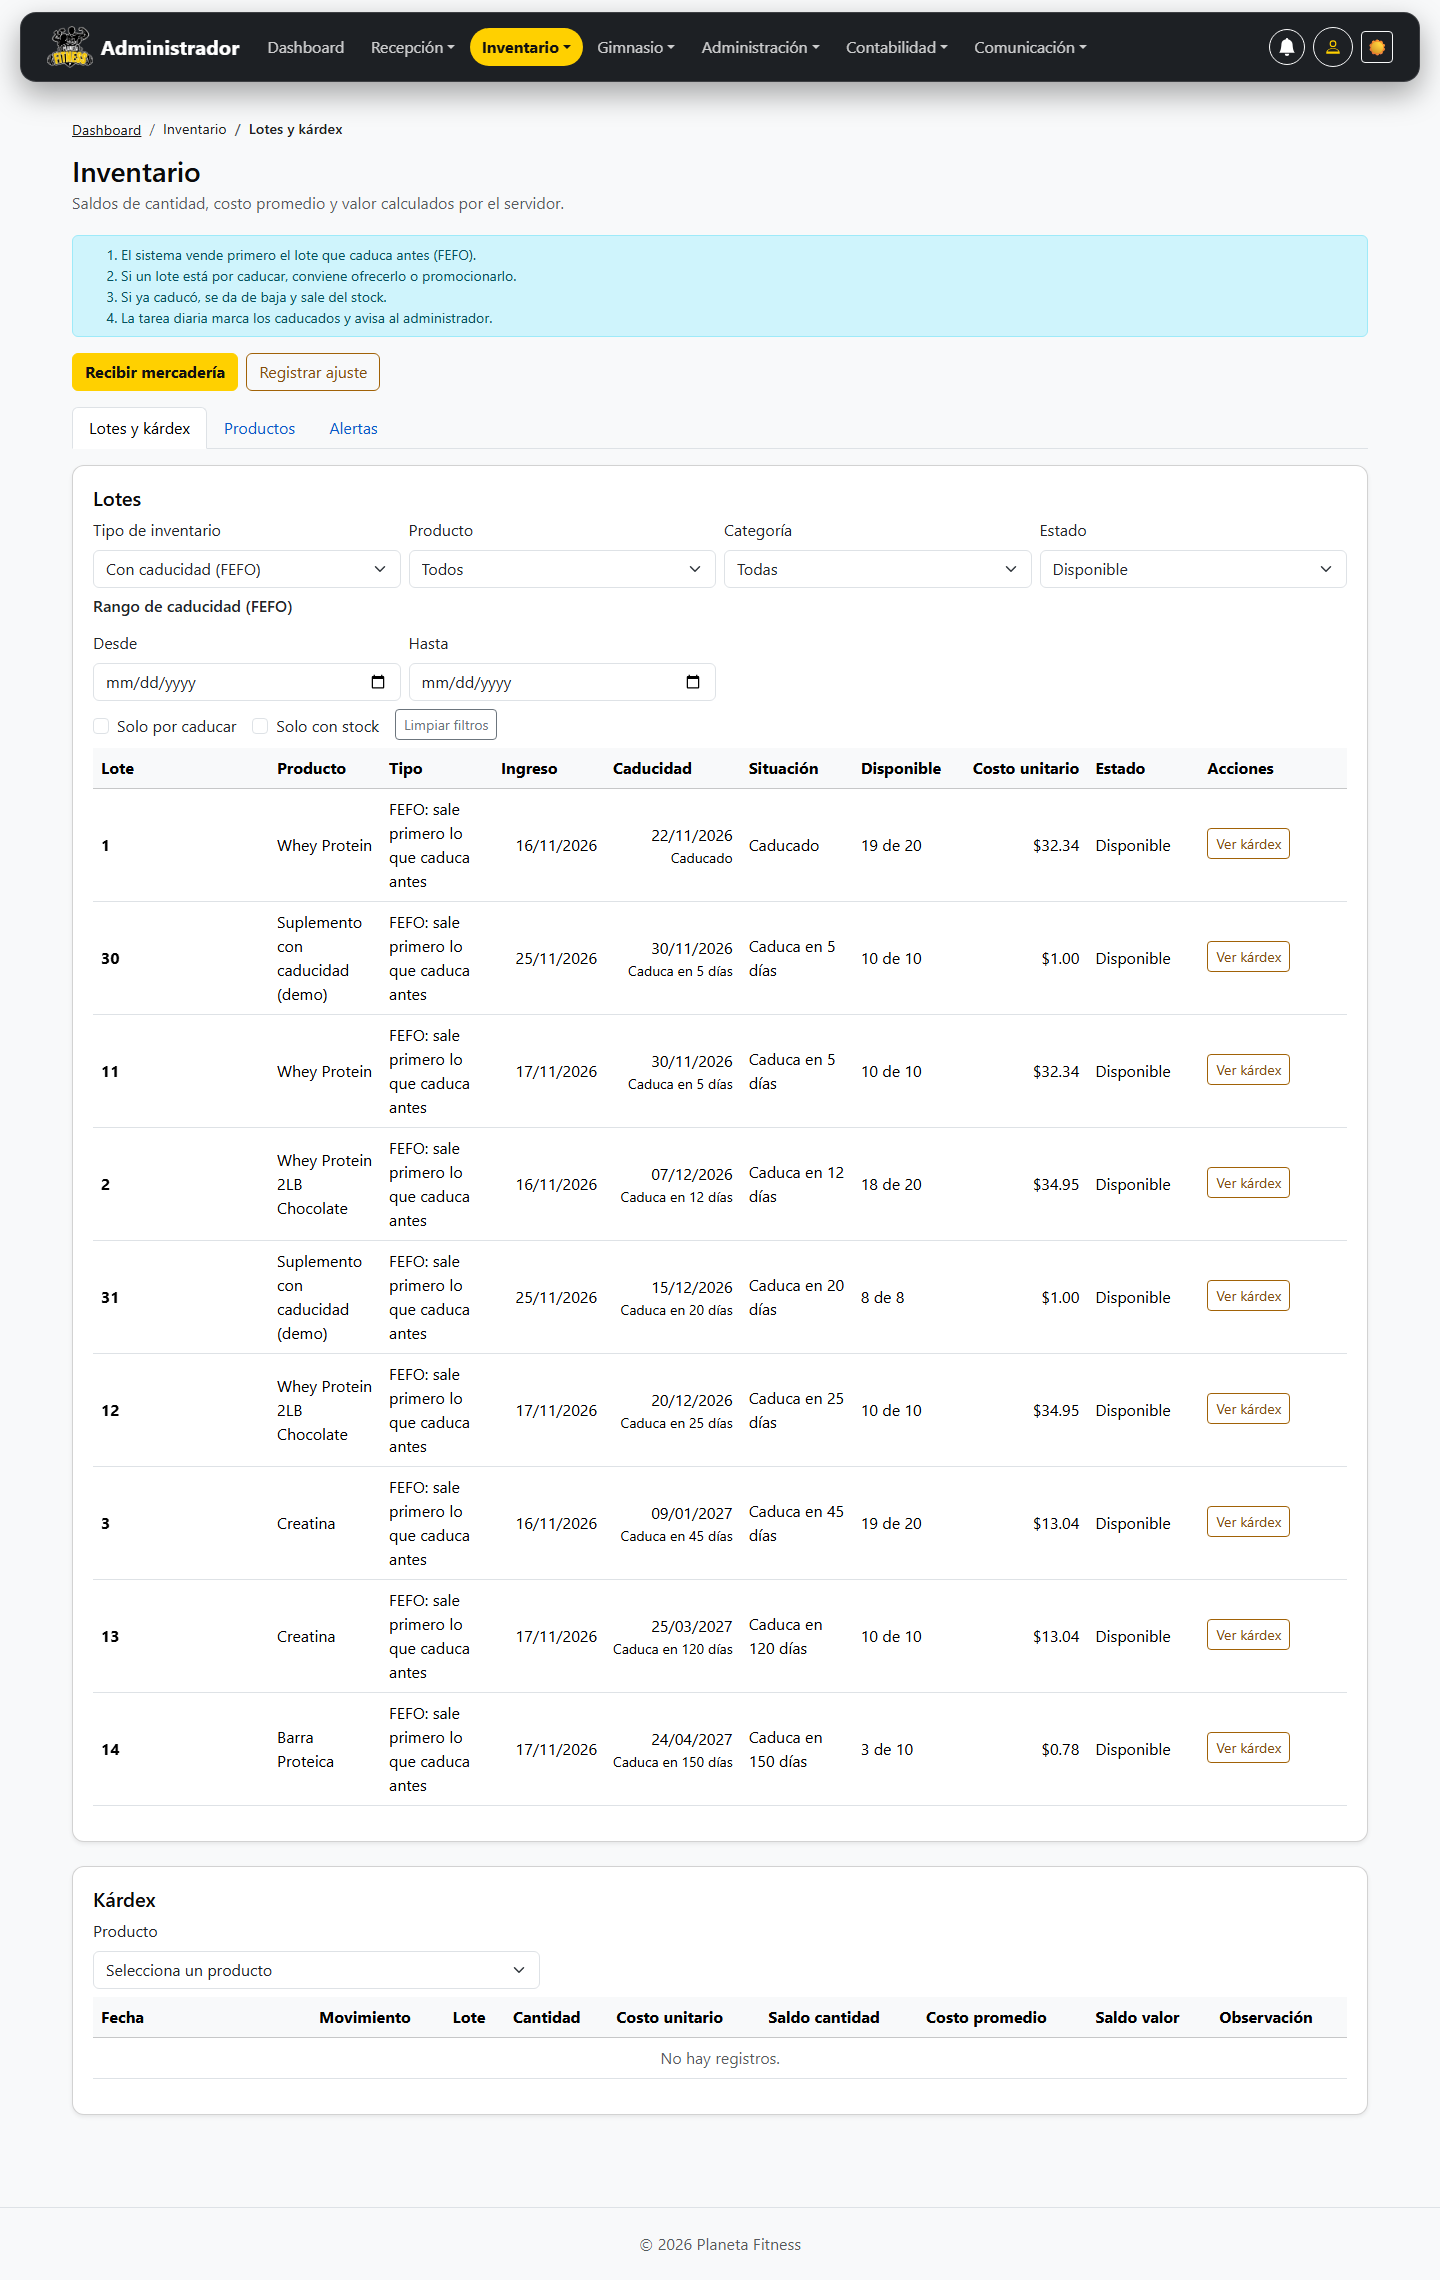 Administrador Dashboard Recepción Inventario Gimnasio Administración Contabilidad Comunicación
Dashboard / Inventario / Lotes y kárdex
Inventario
Saldos de cantidad, costo promedio y valor calculados por el servidor.
1. El sistema vende primero el lote que caduca antes (FEFO).
2. Si un lote está por caducar, conviene ofrecerlo o promocionarlo.
3. Si ya caducó, se da de baja y sale del stock.
4. La tarea diaria marca los caducados y avisa al administrador.
Recibir mercadería Registrar ajuste
Lotes y kárdex Productos Alertas
Lotes
Tipo de inventario Producto Categoría Estado
Con caducidad (FEFO) Todos Todas Disponible
Rango de caducidad (FEFO)
Desde Hasta
mm/dd/yyyy mm/dd/yyyy
Solo por caducar Solo con stock Limpiar filtros
Lote Producto Tipo Ingreso Caducidad Situación Disponible Costo unitario Estado Acciones
1 Whey Protein FEFO: sale primero lo que caduca antes 16/11/2026 22/11/2026 Caducado Caducado 19 de 20 $32.34 Disponible Ver kárdex
30 Suplemento con caducidad (demo) FEFO: sale primero lo que caduca antes 25/11/2026 30/11/2026 Caduca en 5 días Caduca en 5 días 10 de 10 $1.00 Disponible Ver kárdex
11 Whey Protein FEFO: sale primero lo que caduca antes 17/11/2026 30/11/2026 Caduca en 5 días Caduca en 5 días 10 de 10 $32.34 Disponible Ver kárdex
2 Whey Protein 2LB Chocolate FEFO: sale primero lo que caduca antes 16/11/2026 07/12/2026 Caduca en 12 días Caduca en 12 días 18 de 20 $34.95 Disponible Ver kárdex
31 Suplemento con caducidad (demo) FEFO: sale primero lo que caduca antes 25/11/2026 15/12/2026 Caduca en 20 días Caduca en 20 días 8 de 8 $1.00 Disponible Ver kárdex
12 Whey Protein 2LB Chocolate FEFO: sale primero lo que caduca antes 17/11/2026 20/12/2026 Caduca en 25 días Caduca en 25 días 10 de 10 $34.95 Disponible Ver kárdex
3 Creatina FEFO: sale primero lo que caduca antes 16/11/2026 09/01/2027 Caduca en 45 días Caduca en 45 días 19 de 20 $13.04 Disponible Ver kárdex
13 Creatina FEFO: sale primero lo que caduca antes 17/11/2026 25/03/2027 Caduca en 120 días Caduca en 120 días 10 de 10 $13.04 Disponible Ver kárdex
14 Barra Proteica FEFO: sale primero lo que caduca antes 17/11/2026 24/04/2027 Caduca en 150 días Caduca en 150 días 3 de 10 $0.78 Disponible Ver kárdex
Kárdex
Producto
Selecciona un producto
Fecha Movimiento Lote Cantidad Costo unitario Saldo cantidad Costo promedio Saldo valor Observación
No hay registros.
© 2026 Planeta Fitness